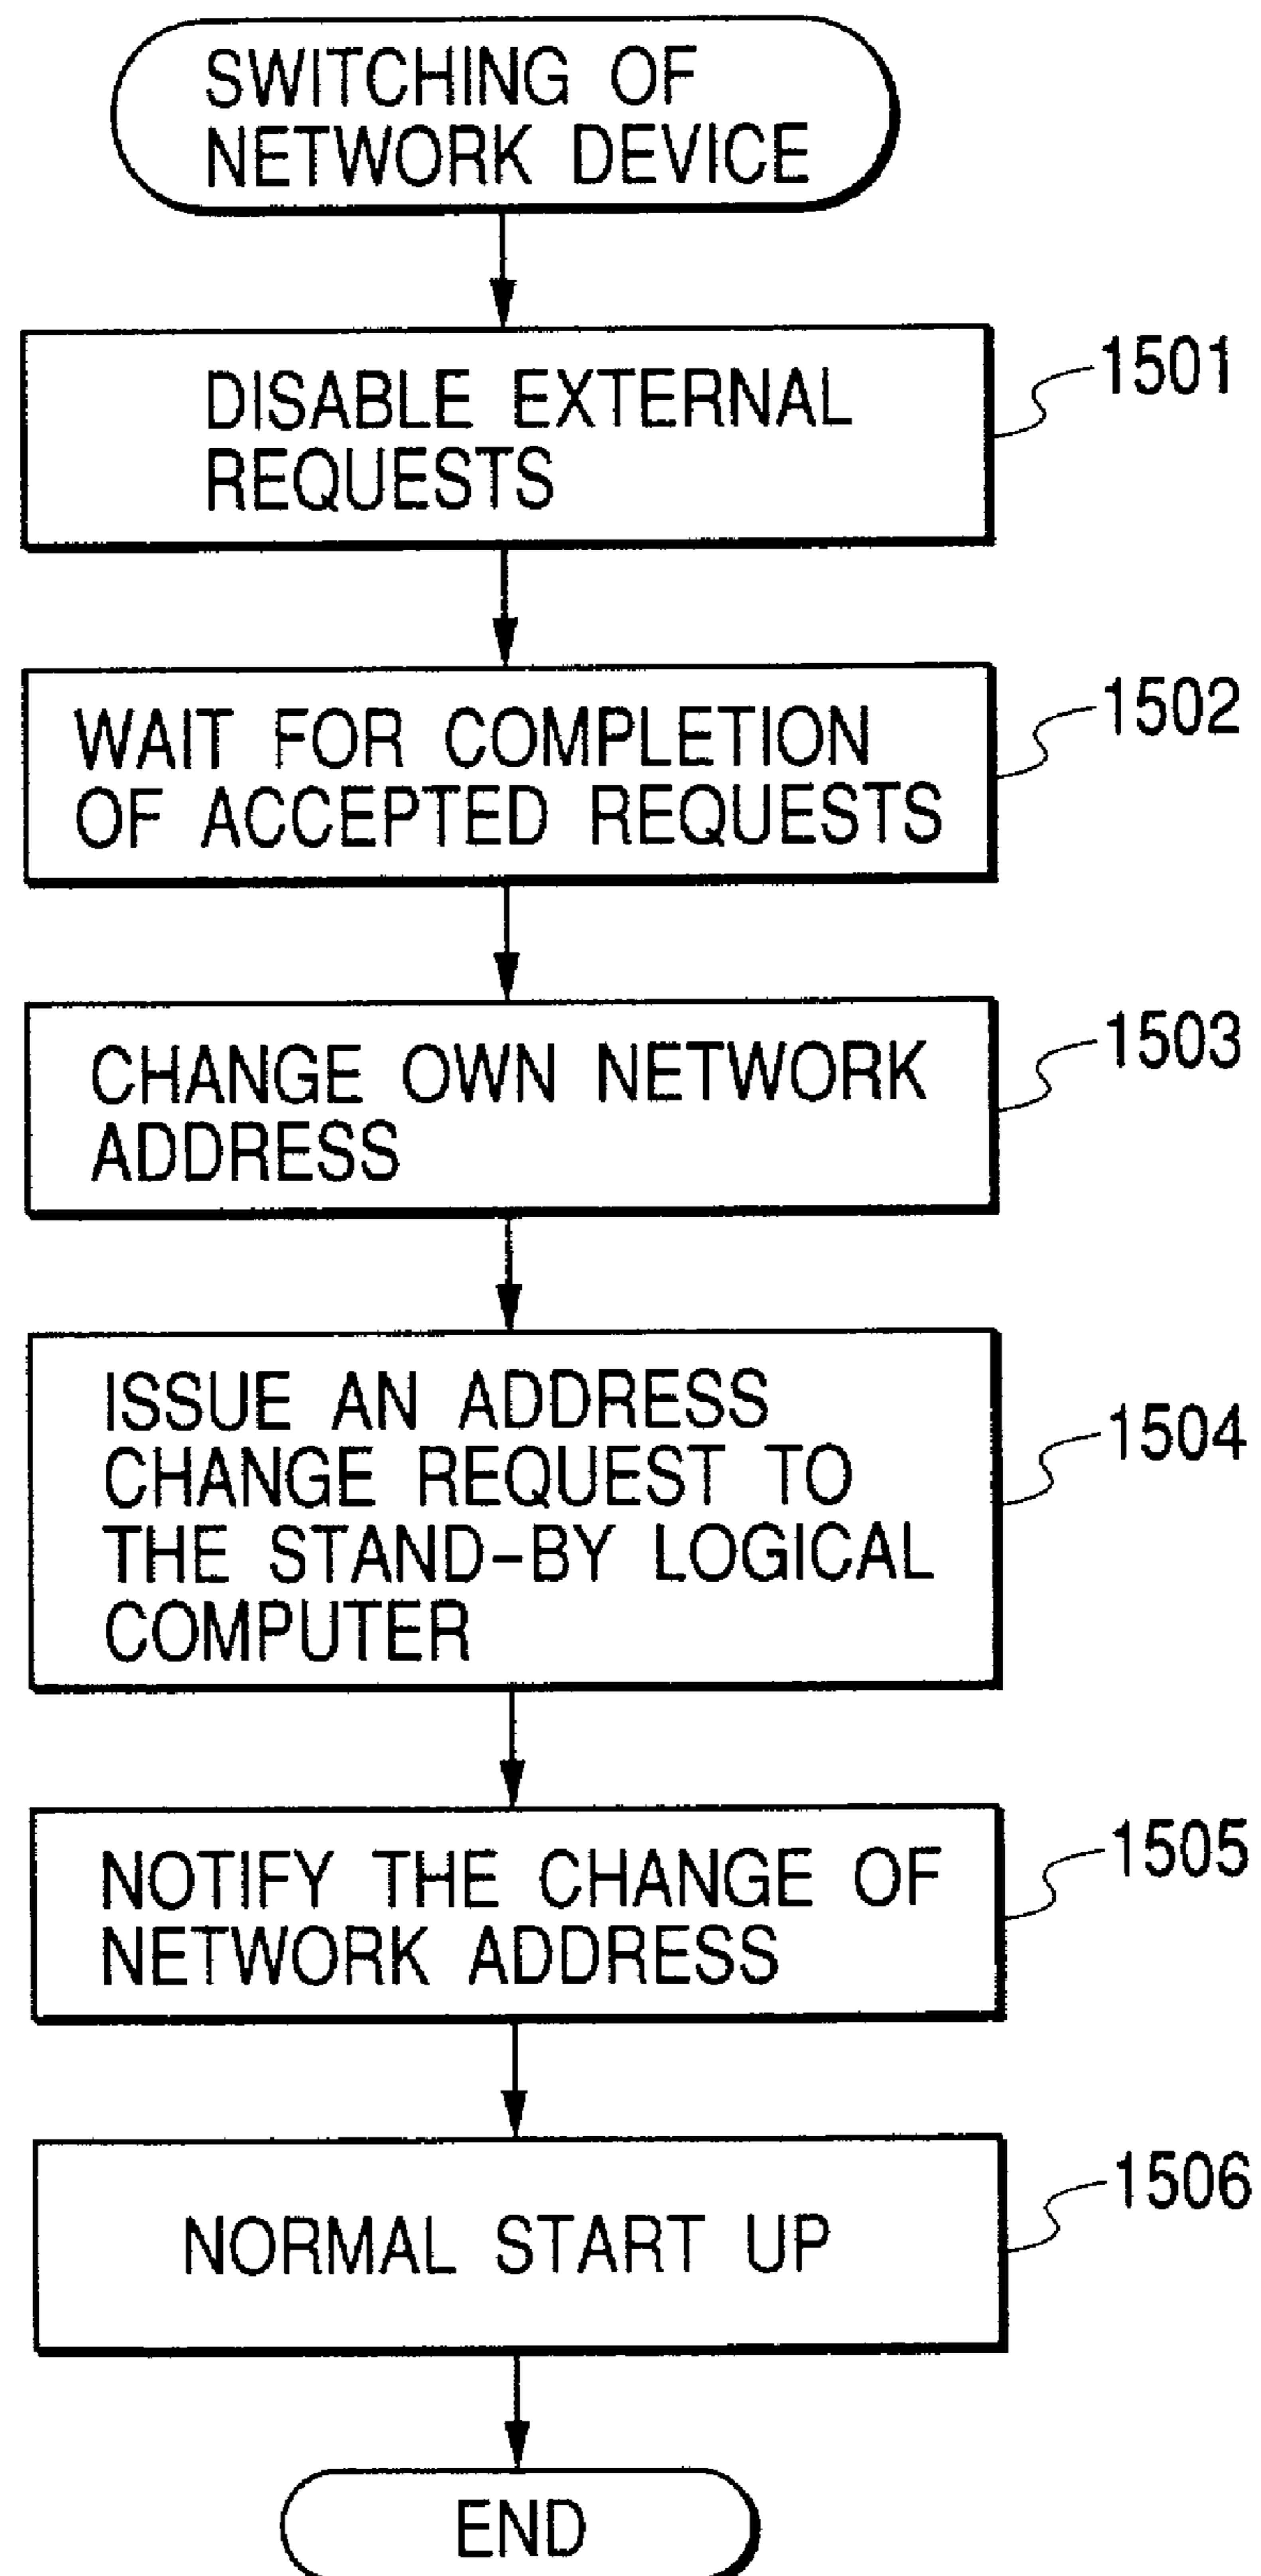 SWITCHING OF
NETWORK DEVICE
DISABLE EXTERNAL
REQUESTS
1501
WAIT FOR COMPLETION
OF ACCEPTED REQUESTS
1502
CHANGE OWN NETWORK
ADDRESS
1503
ISSUE AN ADDRESS
CHANGE REQUEST TO
THE STAND-BY LOGICAL
COMPUTER
1504
NOTIFY THE CHANGE OF
NETWORK ADDRESS
1505
NORMAL START UP
1506
END